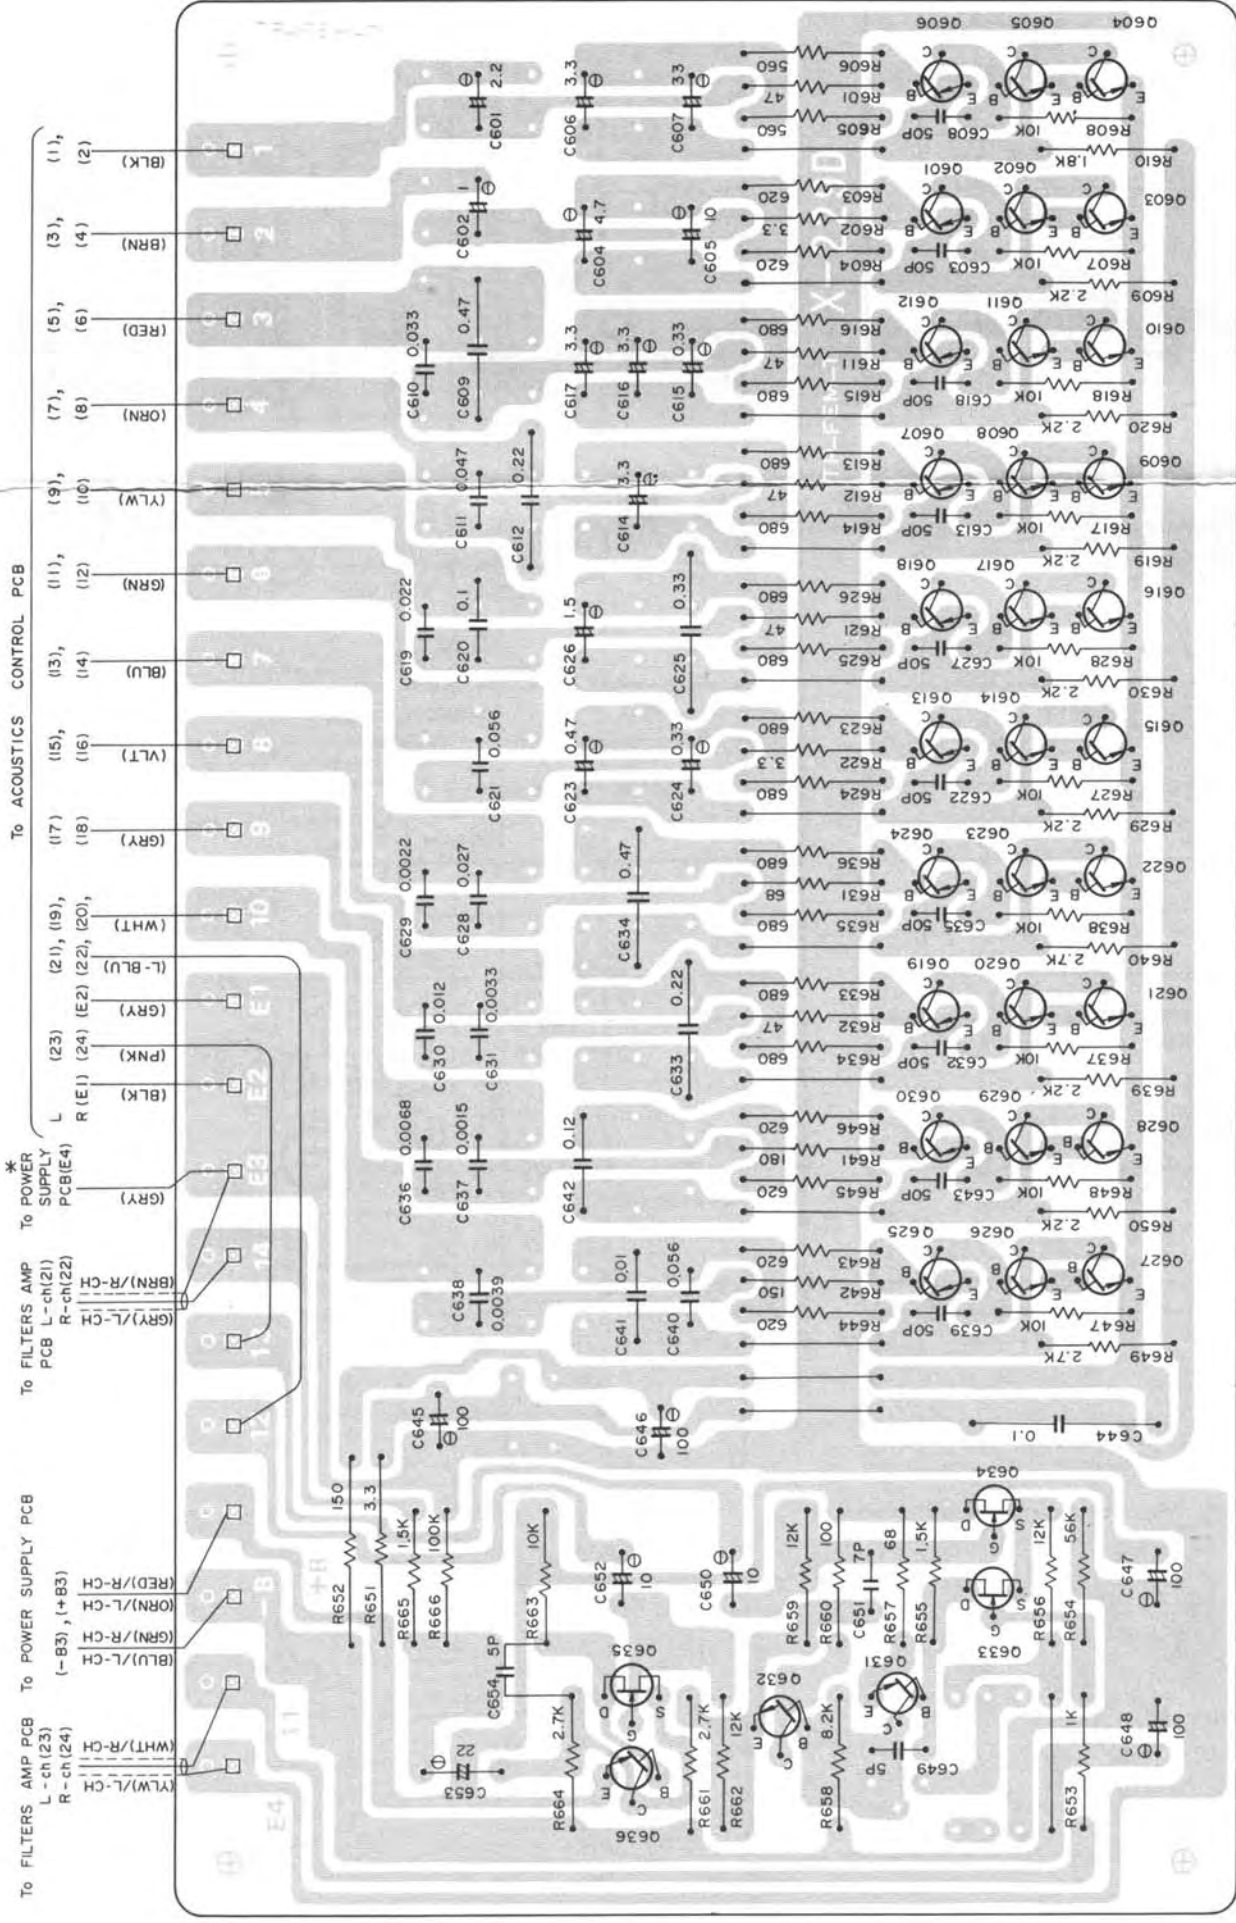 To FILTERS AMP PCB
L-ch(23)
R-ch(24)
To POWER SUPPLY PCB
(-B3),(+B3)
To FILTERS AMP
PCB L-ch(21)
R-ch(22)
*
To POWER
SUPPLY
PCB(E4)
To ACOUSTICS CONTROL PCB
L (23) (21), (19), (17) (15), (13), (11), (9), (7), (5), (3), (1),
R(E1) (24) (E2) (22), (20), (18) (16) (14) (12) (10) (8) (6) (4) (2)
(YLW)/L-CH
(WHT)/R-CH
(BLU)/L-CH
(GRN)/R-CH
(ORN)/L-CH
(RED)/R-CH
(GRY)/L-CH
(BRN)/R-CH
(GRY)
(BLK)
(PNK)
(GRY)
(L-BLU)
(WHT)
(GRY)
(VLT)
(BLU)
(GRN)
(YLW)
(ORN)
(RED)
(BRN)
(BLK)
E4
11
+B
12
14
E3
E2
E1
10
9
8
7
6
4
3
2
1
C601 2.2
C606 3.3
C607 33
560 R606
47 R601
560 R605
Q606 Q605 Q604
C B E
C B E
C B E
50P C608
10K R608
1.8K R610
C602 1
C604 4.7
C605 10
620 R603
3.3 R602
620 R604
Q601 Q602 Q603
C B E
C B E
C B E
50P C603
10K R607
2.2K R609
C610 0.033
C609 0.47
C617 3.3
C616 3.3
C615 0.33
680 R616
47 R611
680 R615
Q612 Q611 Q610
C B E
C B E
C B E
50P C618
10K R618
2.2K R620
C611 0.047
C612 0.22
C614 3.3
680 R613
47 R612
680 R614
Q607 Q608 Q609
C B E
C B E
C B E
50P C613
10K R617
2.2K R619
C619 0.022
C620 0.1
C626 1.5
C625 0.33
680 R626
47 R621
680 R625
Q618 Q617 Q616
C B E
C B E
C B E
50P C627
10K R628
2.2K R630
C621 0.056
C623 0.47
C624 0.33
680 R623
3.3 R622
680 R624
Q613 Q614 Q615
C B E
C B E
C B E
50P C622
10K R627
2.2K R629
C629 0.0022
C628 0.027
C634 0.47
680 R636
68 R631
680 R635
Q624 Q623 Q622
C B E
C B E
C B E
50P C635
10K R638
2.7K R640
C630 0.012
C631 0.0033
C633 0.22
680 R633
47 R632
680 R634
Q619 Q620 Q621
C B E
C B E
C B E
50P C632
10K R637
2.2K R639
C636 0.0068
C637 0.0015
C642 0.12
620 R646
180 R641
620 R645
Q630 Q629 Q628
C B E
C B E
C B E
50P C643
10K R648
2.2K R650
C638 0.0039
C641 0.01
C640 0.056
620 R643
150 R642
620 R644
Q625 Q626 Q627
C B E
C B E
C B E
50P C639
10K R647
2.7K R649
C645 100
C646 100
0.1 C644
R652 150
R651 3.3
R665 1.5K
R666 100K
R663 10K
C652 10
C650 10
R659 12K
R660 100
C651 7P
R657 68
R655 1.5K
Q634 D G S
Q633 D G S
R656 12K
R654 56K
C647 100
C654 5P
C653 22
R664 2.7K
Q635 D G S
Q636 E C B
R661 2.7K
R662 12K
Q632 E C B
R658 8.2K
Q631 E C B
5P C649
R653 1K
C648 100